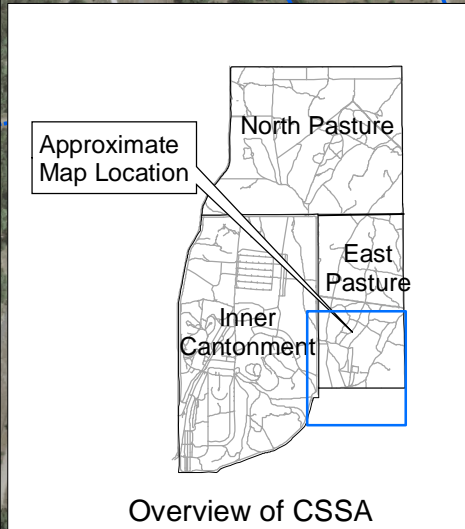 North Pasture
Approximate
Map Location
East
Pasture
Inner
Cantonment
Overview of CSSA